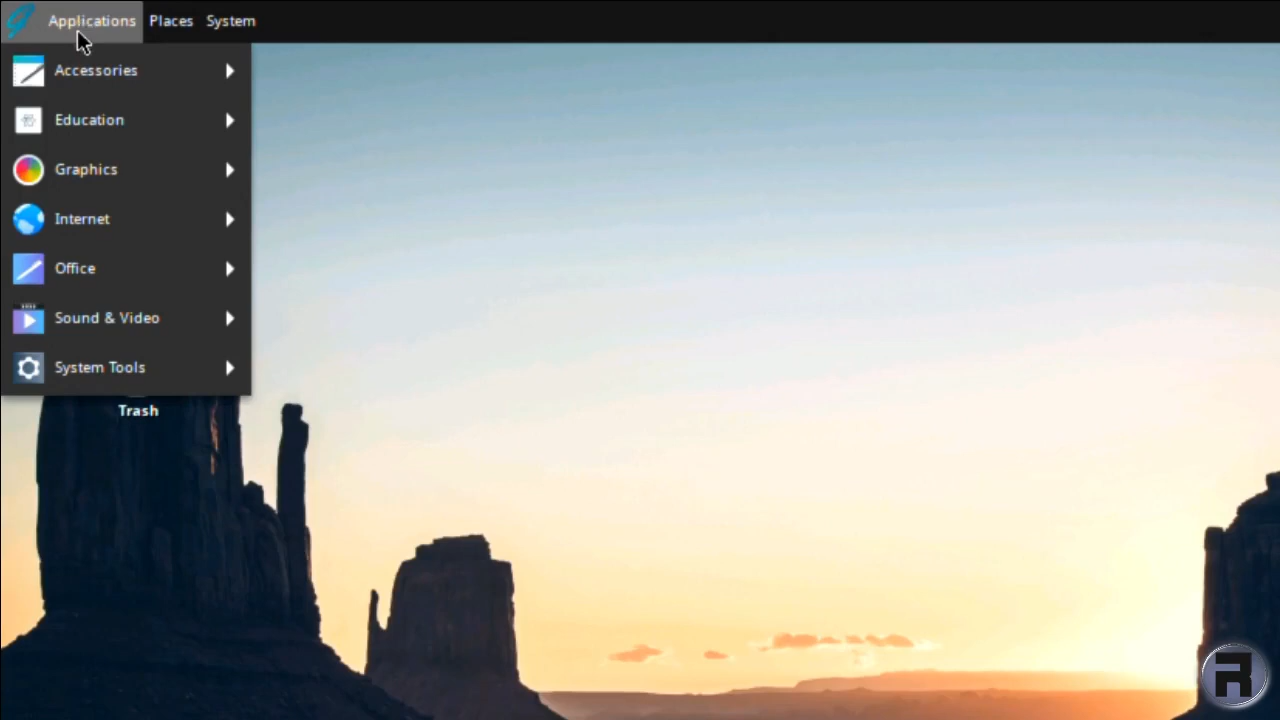 Applications Places System
Accessories
Education
Graphics
Internet
Office
Sound & Video
System Tools
Trash